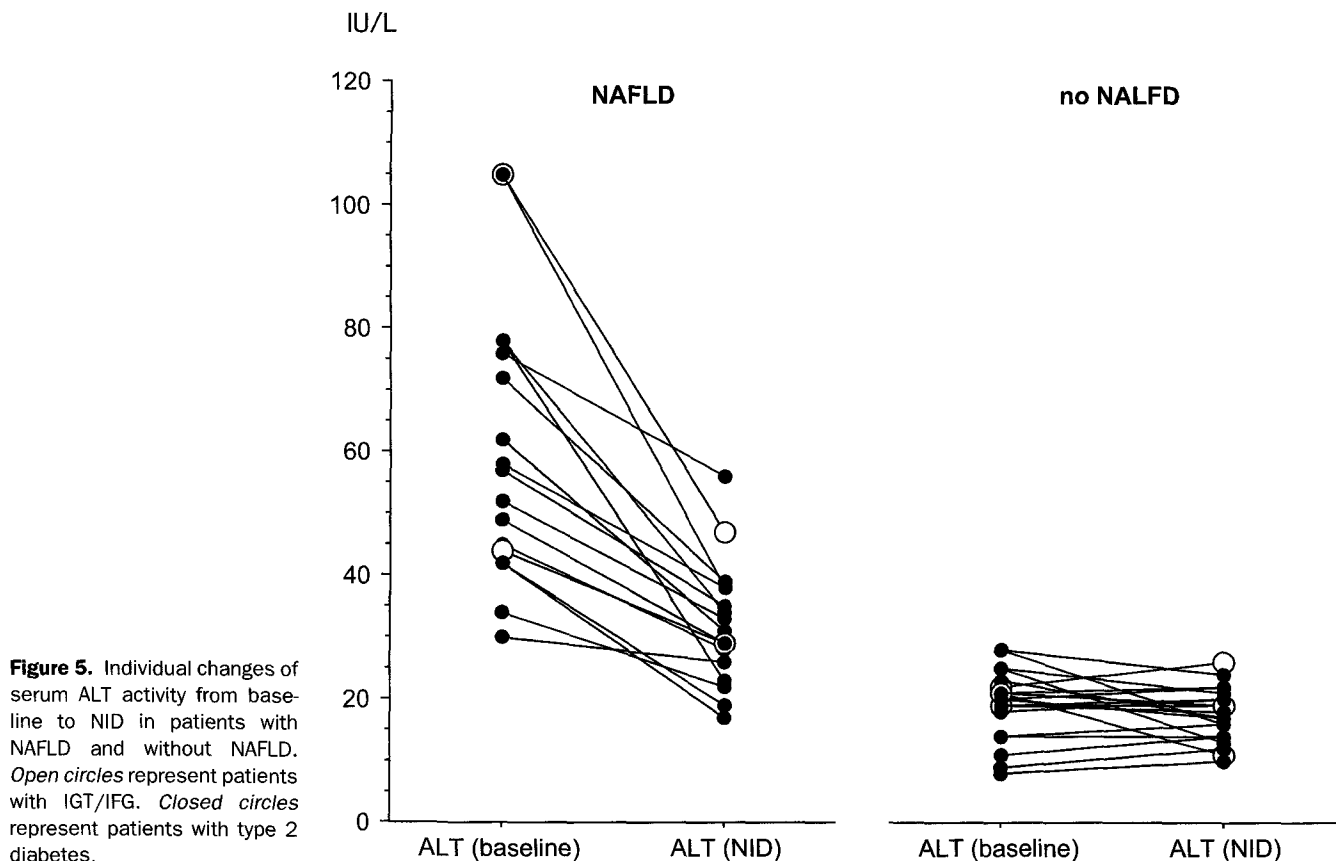 IU/L
120
100
80
60
40
20
0
NAFLD
no NALFD
ALT (baseline)
ALT (NID)
ALT (baseline)
ALT (NID)
Figure 5. Individual changes of
serum ALT activity from base-
line to NID in patients with
NAFLD and without NAFLD.
Open circles represent patients
with IGT/IFG. Closed circles
represent patients with type 2
diabetes.